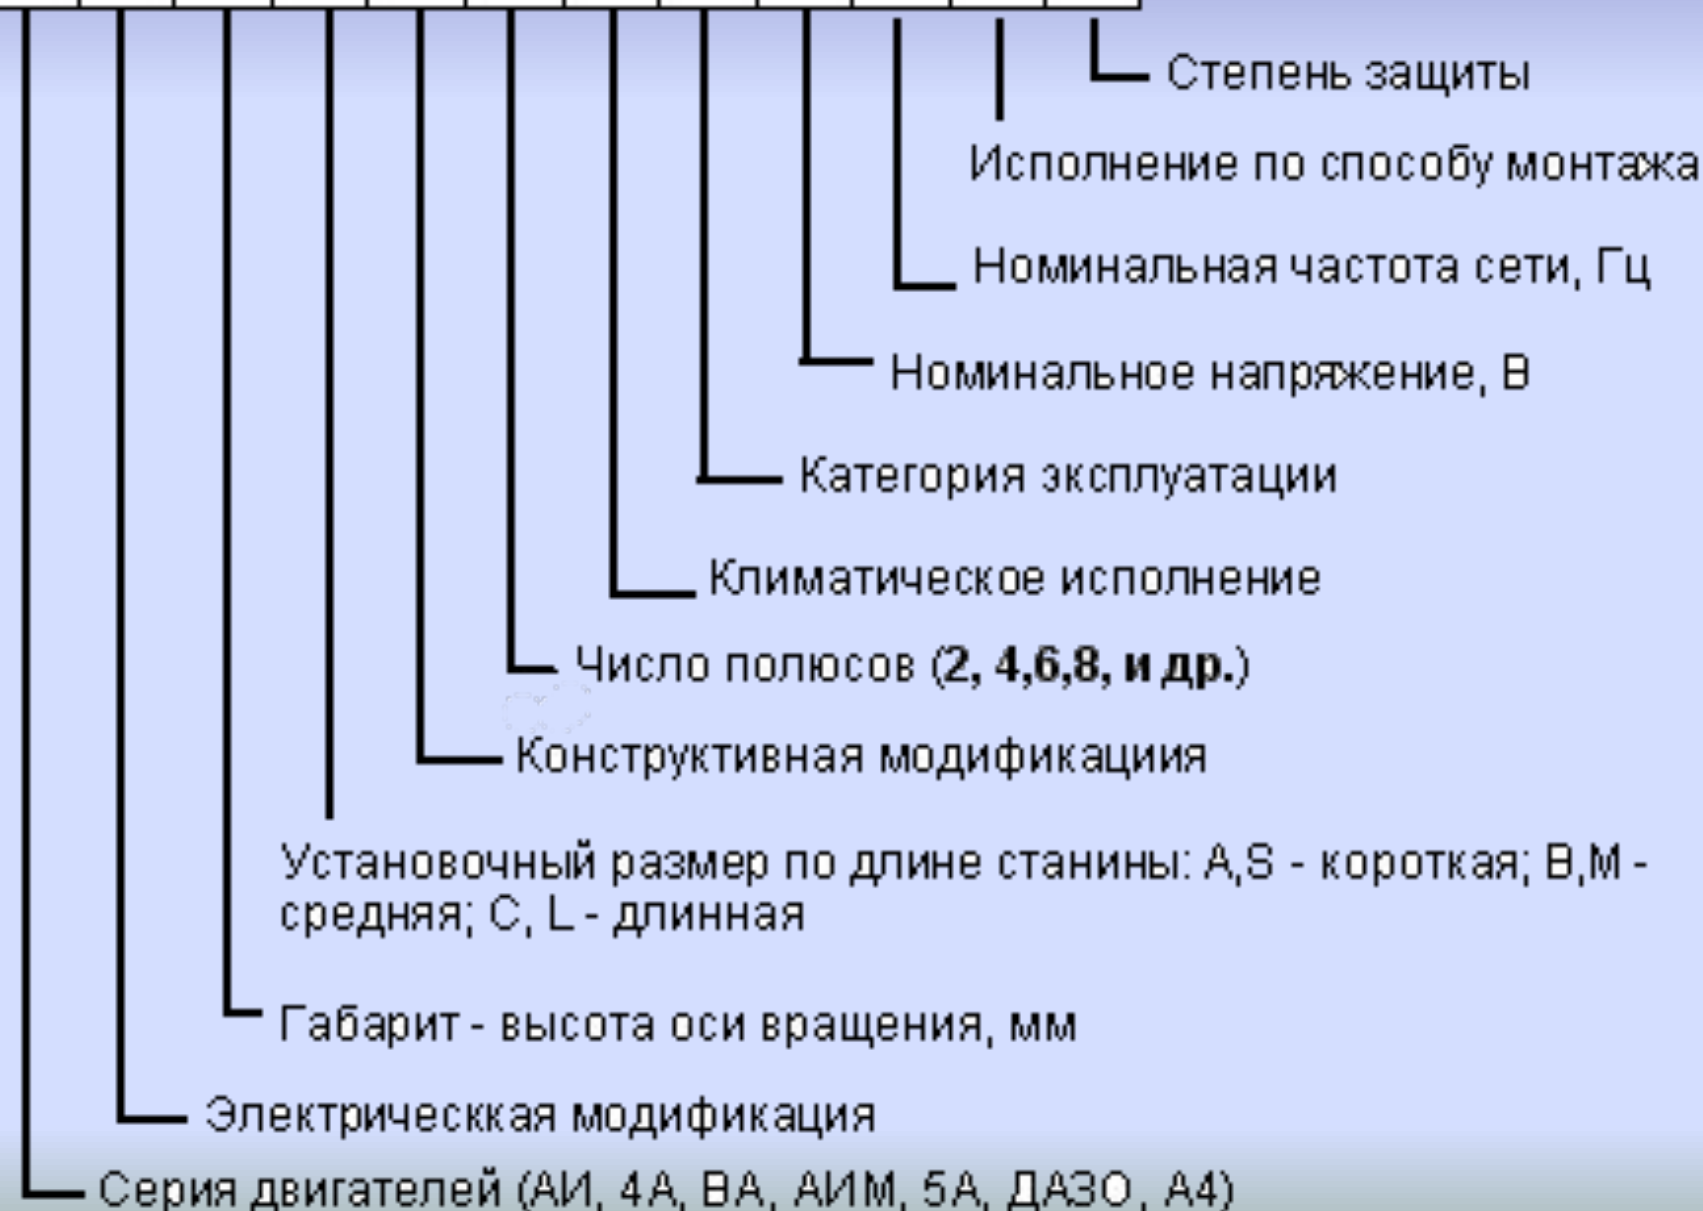 Степень защиты
Исполнение по способу монтажа
Номинальная частота сети, Гц
Номинальное напряжение, В
Категория эксплуатации
Климатическое исполнение
Число полюсов (2, 4,6,8, и др.)
Конструктивная модификациия
Установочный размер по длине станины: A,S - короткая; B,M -
средняя; C, L - длинная
Габарит - высота оси вращения, мм
Электрическкая модификация
Серия двигателей (АИ, 4А, ВА, АИМ, 5А, ДАЗО, А4)